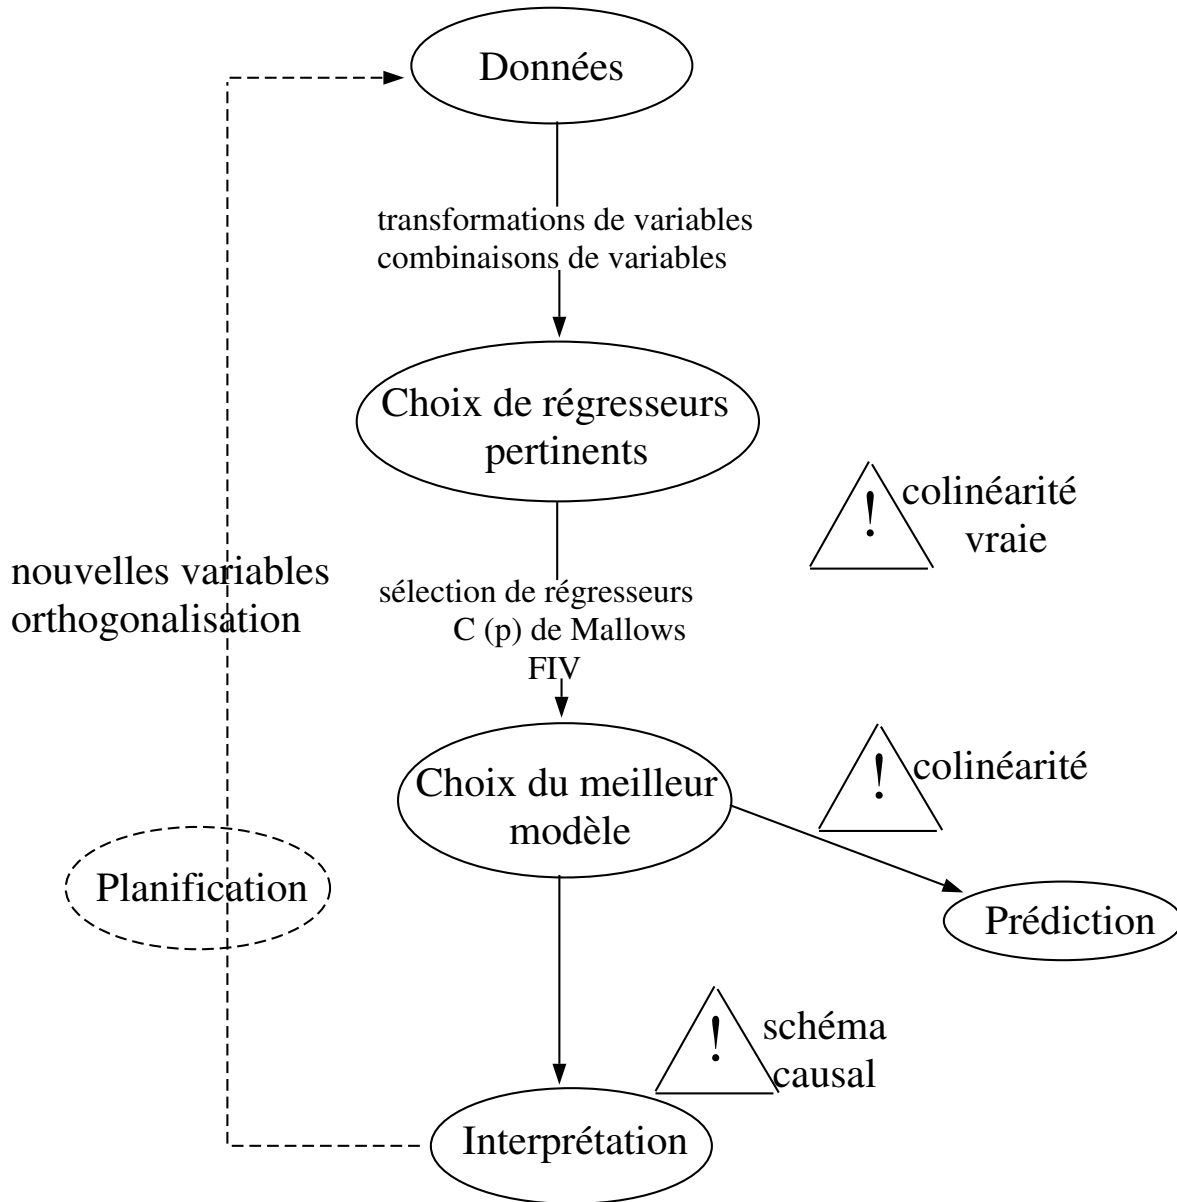 Données
transformations de variables
combinaisons de variables
Choix de régresseurs
pertinents
! colinéarité
vraie
nouvelles variables
orthogonalisation
sélection de régresseurs
C (p) de Mallows
FIV
Choix du meilleur
modèle
! colinéarité
Planification
Prédiction
! schéma
causal
Interprétation